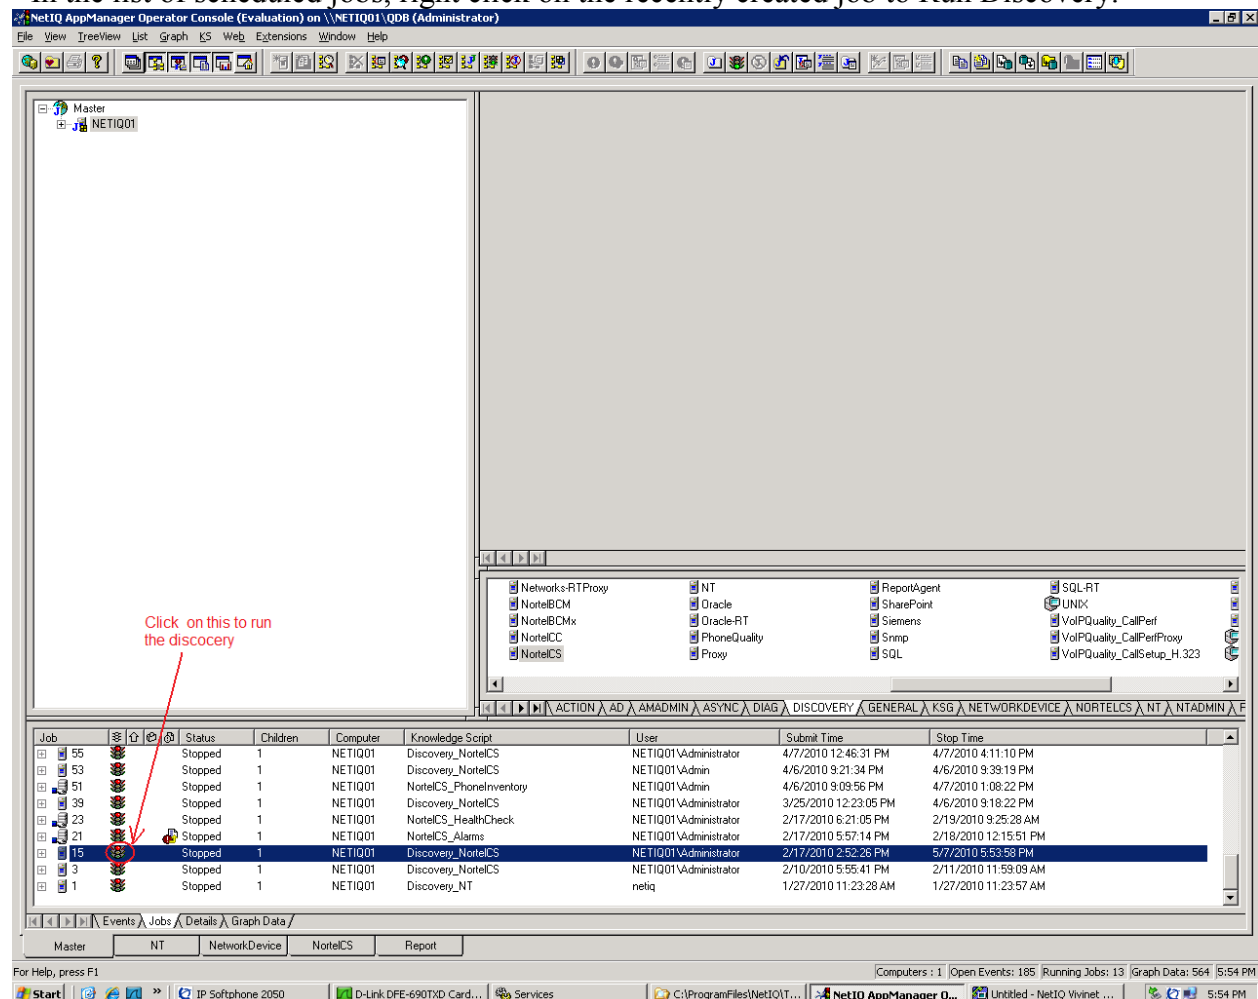 In the list of scheduled jobs, right click on the recently created job to Run Discovery.
NetIQ AppManager Operator Console (Evaluation) on \\NETIQ01\QDB (Administrator)
File View TreeView List Graph KS Web Extensions Window Help
Master
NETIQ01
Click on this to run
the discocery
Networks-RTProxy NT ReportAgent SQL-RT
NortelBCM Oracle SharePoint UNIX
NortelBCMx Oracle-RT Siemens VoIPQuality_CallPerf
NortelCC PhoneQuality Snmp VoIPQuality_CallPerfProxy
NortelCS Proxy SQL VoIPQuality_CallSetup_H.323
ACTION AD AMADMIN ASYNC DIAG DISCOVERY GENERAL KSG NETWORKDEVICE NORTELCS NT NTADMIN
Job Status Children Computer Knowledge Script User Submit Time Stop Time
55 Stopped 1 NETIQ01 Discovery_NortelCS NETIQ01\Administrator 4/7/2010 12:46:31 PM 4/7/2010 4:11:10 PM
53 Stopped 1 NETIQ01 Discovery_NortelCS NETIQ01\Admin 4/6/2010 9:21:34 PM 4/6/2010 9:39:19 PM
51 Stopped 1 NETIQ01 NortelCS_PhoneInventory NETIQ01\Admin 4/6/2010 9:09:56 PM 4/7/2010 1:08:22 PM
39 Stopped 1 NETIQ01 Discovery_NortelCS NETIQ01\Administrator 3/25/2010 12:23:05 PM 4/6/2010 9:18:22 PM
23 Stopped 1 NETIQ01 NortelCS_HealthCheck NETIQ01\Administrator 2/17/2010 6:21:05 PM 2/19/2010 9:25:28 AM
21 Stopped 1 NETIQ01 NortelCS_Alarms NETIQ01\Administrator 2/17/2010 5:57:14 PM 2/18/2010 12:15:51 PM
15 Stopped 1 NETIQ01 Discovery_NortelCS NETIQ01\Administrator 2/17/2010 2:52:26 PM 5/7/2010 5:53:58 PM
3 Stopped 1 NETIQ01 Discovery_NortelCS NETIQ01\Administrator 2/10/2010 5:55:41 PM 2/11/2010 11:59:09 AM
1 Stopped 1 NETIQ01 Discovery_NT netiq 1/27/2010 11:23:28 AM 1/27/2010 11:23:57 AM
Events Jobs Details Graph Data
Master NT NetworkDevice NortelCS Report
For Help, press F1 Computers : 1 Open Events: 185 Running Jobs: 13 Graph Data: 564 5:54 PM
Start » IP Softphone 2050 D-Link DFE-690TXD Card... Services C:\ProgramFiles\NetIQ\T... NetIQ AppManager O... Untitled - NetIQ Vivinet ... 5:54 PM